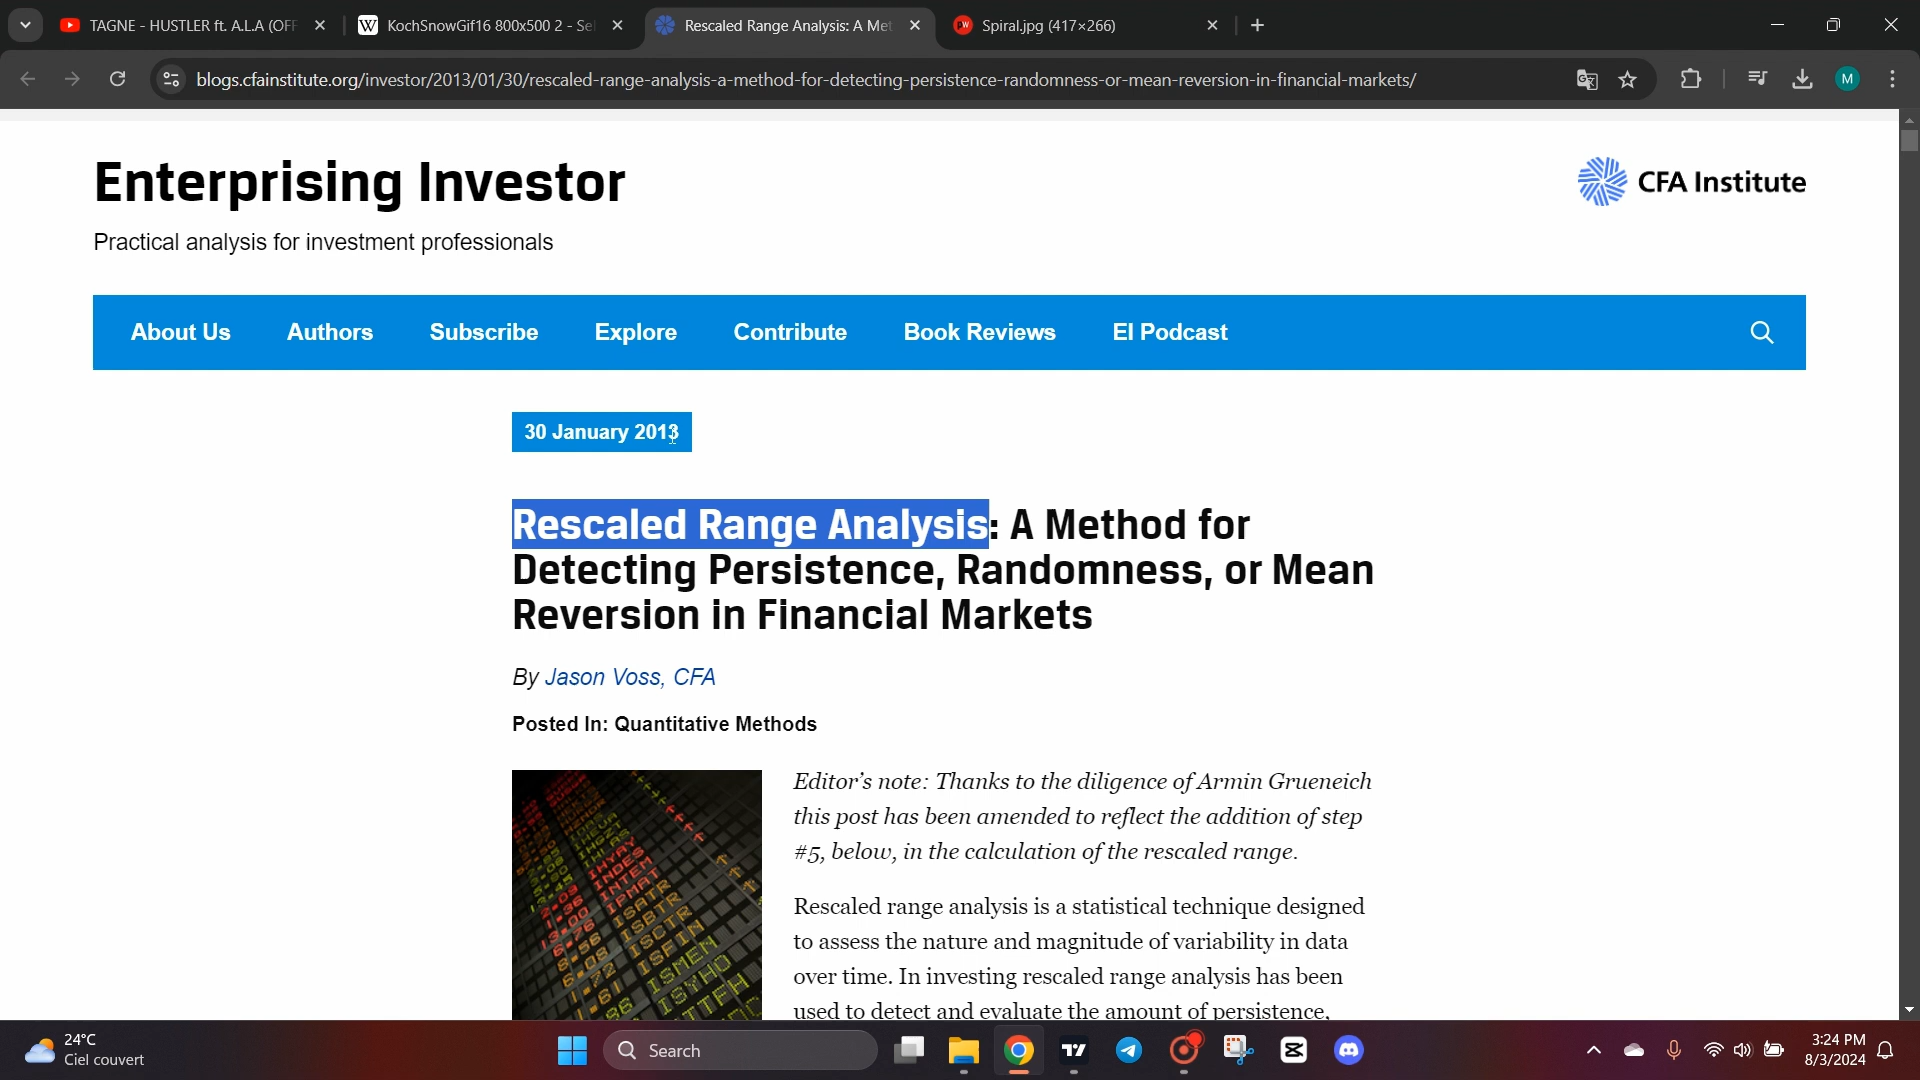 TAGNE - HUSTLER ft. A.L.A (OFF
KochSnowGif16 800x500 2 - Sel
Rescaled Range Analysis: A Met
Spiral.jpg (417×266)
blogs.cfainstitute.org/investor/2013/01/30/rescaled-range-analysis-a-method-for-detecting-persistence-randomness-or-mean-reversion-in-financial-markets/
M
Enterprising Investor
CFA Institute
Practical analysis for investment professionals
About Us Authors Subscribe Explore Contribute Book Reviews EI Podcast
30 January 2013
Rescaled Range Analysis: A Method for
Detecting Persistence, Randomness, or Mean
Reversion in Financial Markets
By Jason Voss, CFA
Posted In: Quantitative Methods
Editor's note: Thanks to the diligence of Armin Grueneich
this post has been amended to reflect the addition of step
#5, below, in the calculation of the rescaled range.
Rescaled range analysis is a statistical technique designed
to assess the nature and magnitude of variability in data
over time. In investing rescaled range analysis has been
used to detect and evaluate the amount of persistence,
24°C
Ciel couvert
Search
3:24 PM
8/3/2024